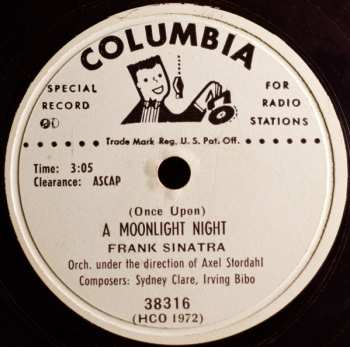 COLUMBIA
SPECIAL RECORD
FOR RADIO STATIONS
Trade Mark Reg. U. S. Pat. Off.
Time: 3:05
Clearance: ASCAP
(Once Upon)
A MOONLIGHT NIGHT
FRANK SINATRA
Orch. under the direction of Axel Stordahl
Composers: Sydney Clare, Irving Bibo
38316
(HCO 1972)